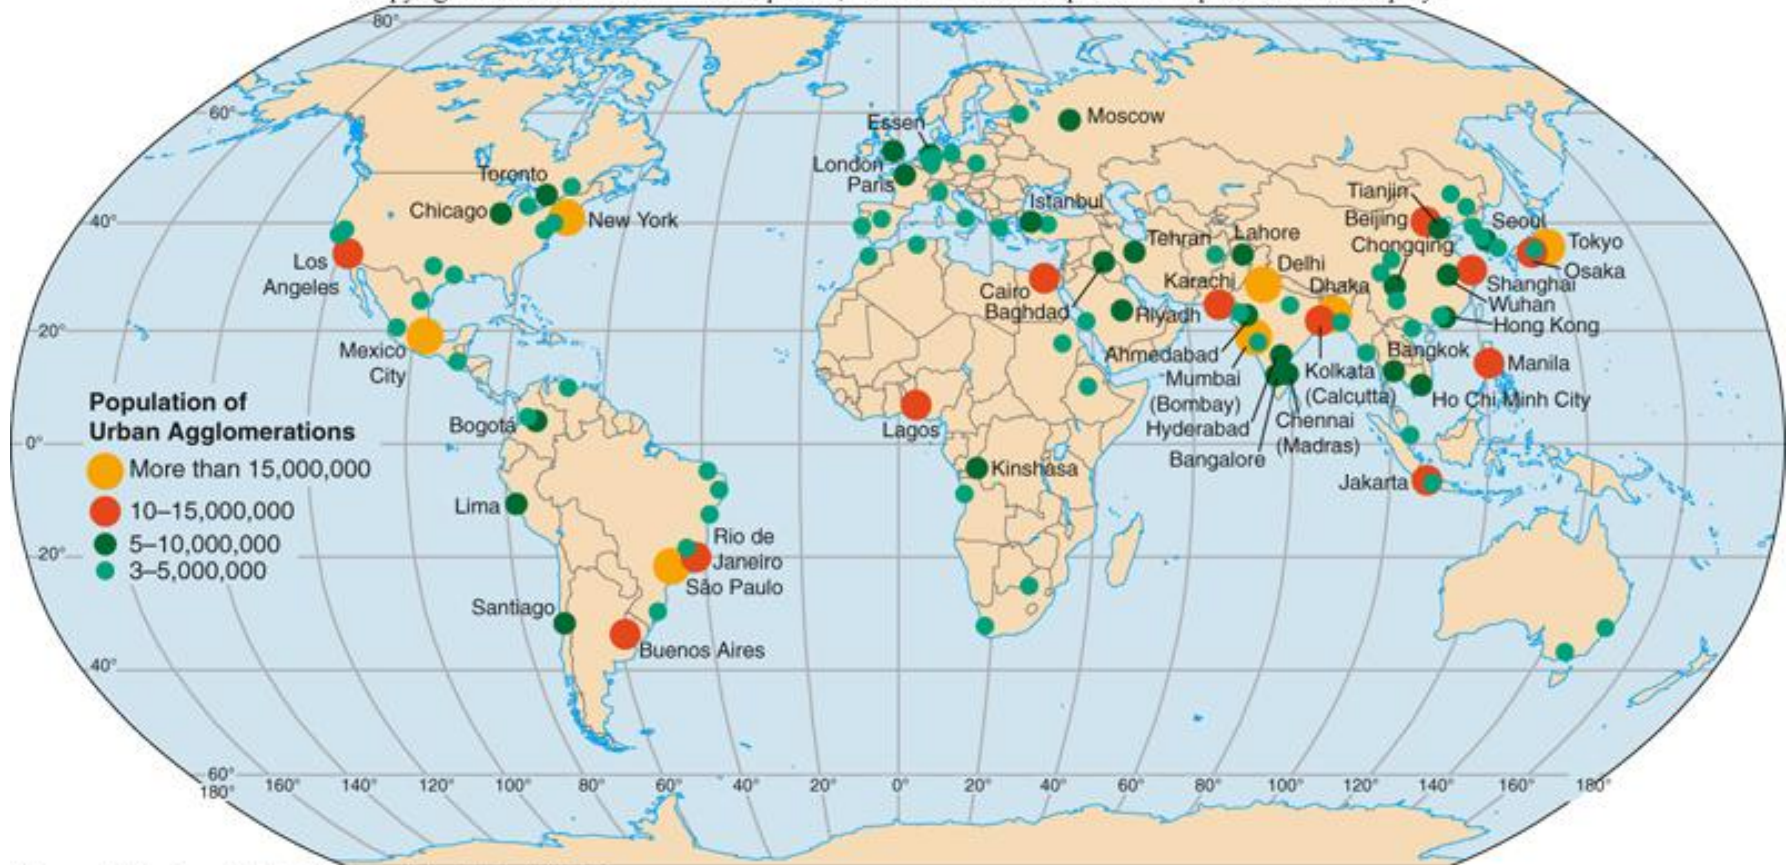 80°
60°
40°
20°
0°
20°
40°
60°
180°
160°
140°
120°
100°
80°
60°
40°
20°
0°
20°
40°
60°
80°
100°
120°
140°
160°
180°
Moscow
Essen
London
Paris
Istanbul
Toronto
Chicago
New York
Los
Angeles
Mexico
City
Bogotá
Lima
Santiago
Buenos Aires
Rio de
Janeiro
São Paulo
Cairo
Baghdad
Riyadh
Tehran
Lahore
Karachi
Delhi
Dhaka
Ahmedabad
Mumbai
(Bombay)
Hyderabad
Bangalore
Kolkata
(Calcutta)
Chennai
(Madras)
Lagos
Kinshasa
Tianjin
Beijing
Chongqing
Seoul
Tokyo
Osaka
Shanghai
Wuhan
Hong Kong
Bangkok
Manila
Ho Chi Minh City
Jakarta
Population of
Urban Agglomerations
More than 15,000,000
10–15,000,000
5–10,000,000
3–5,000,000